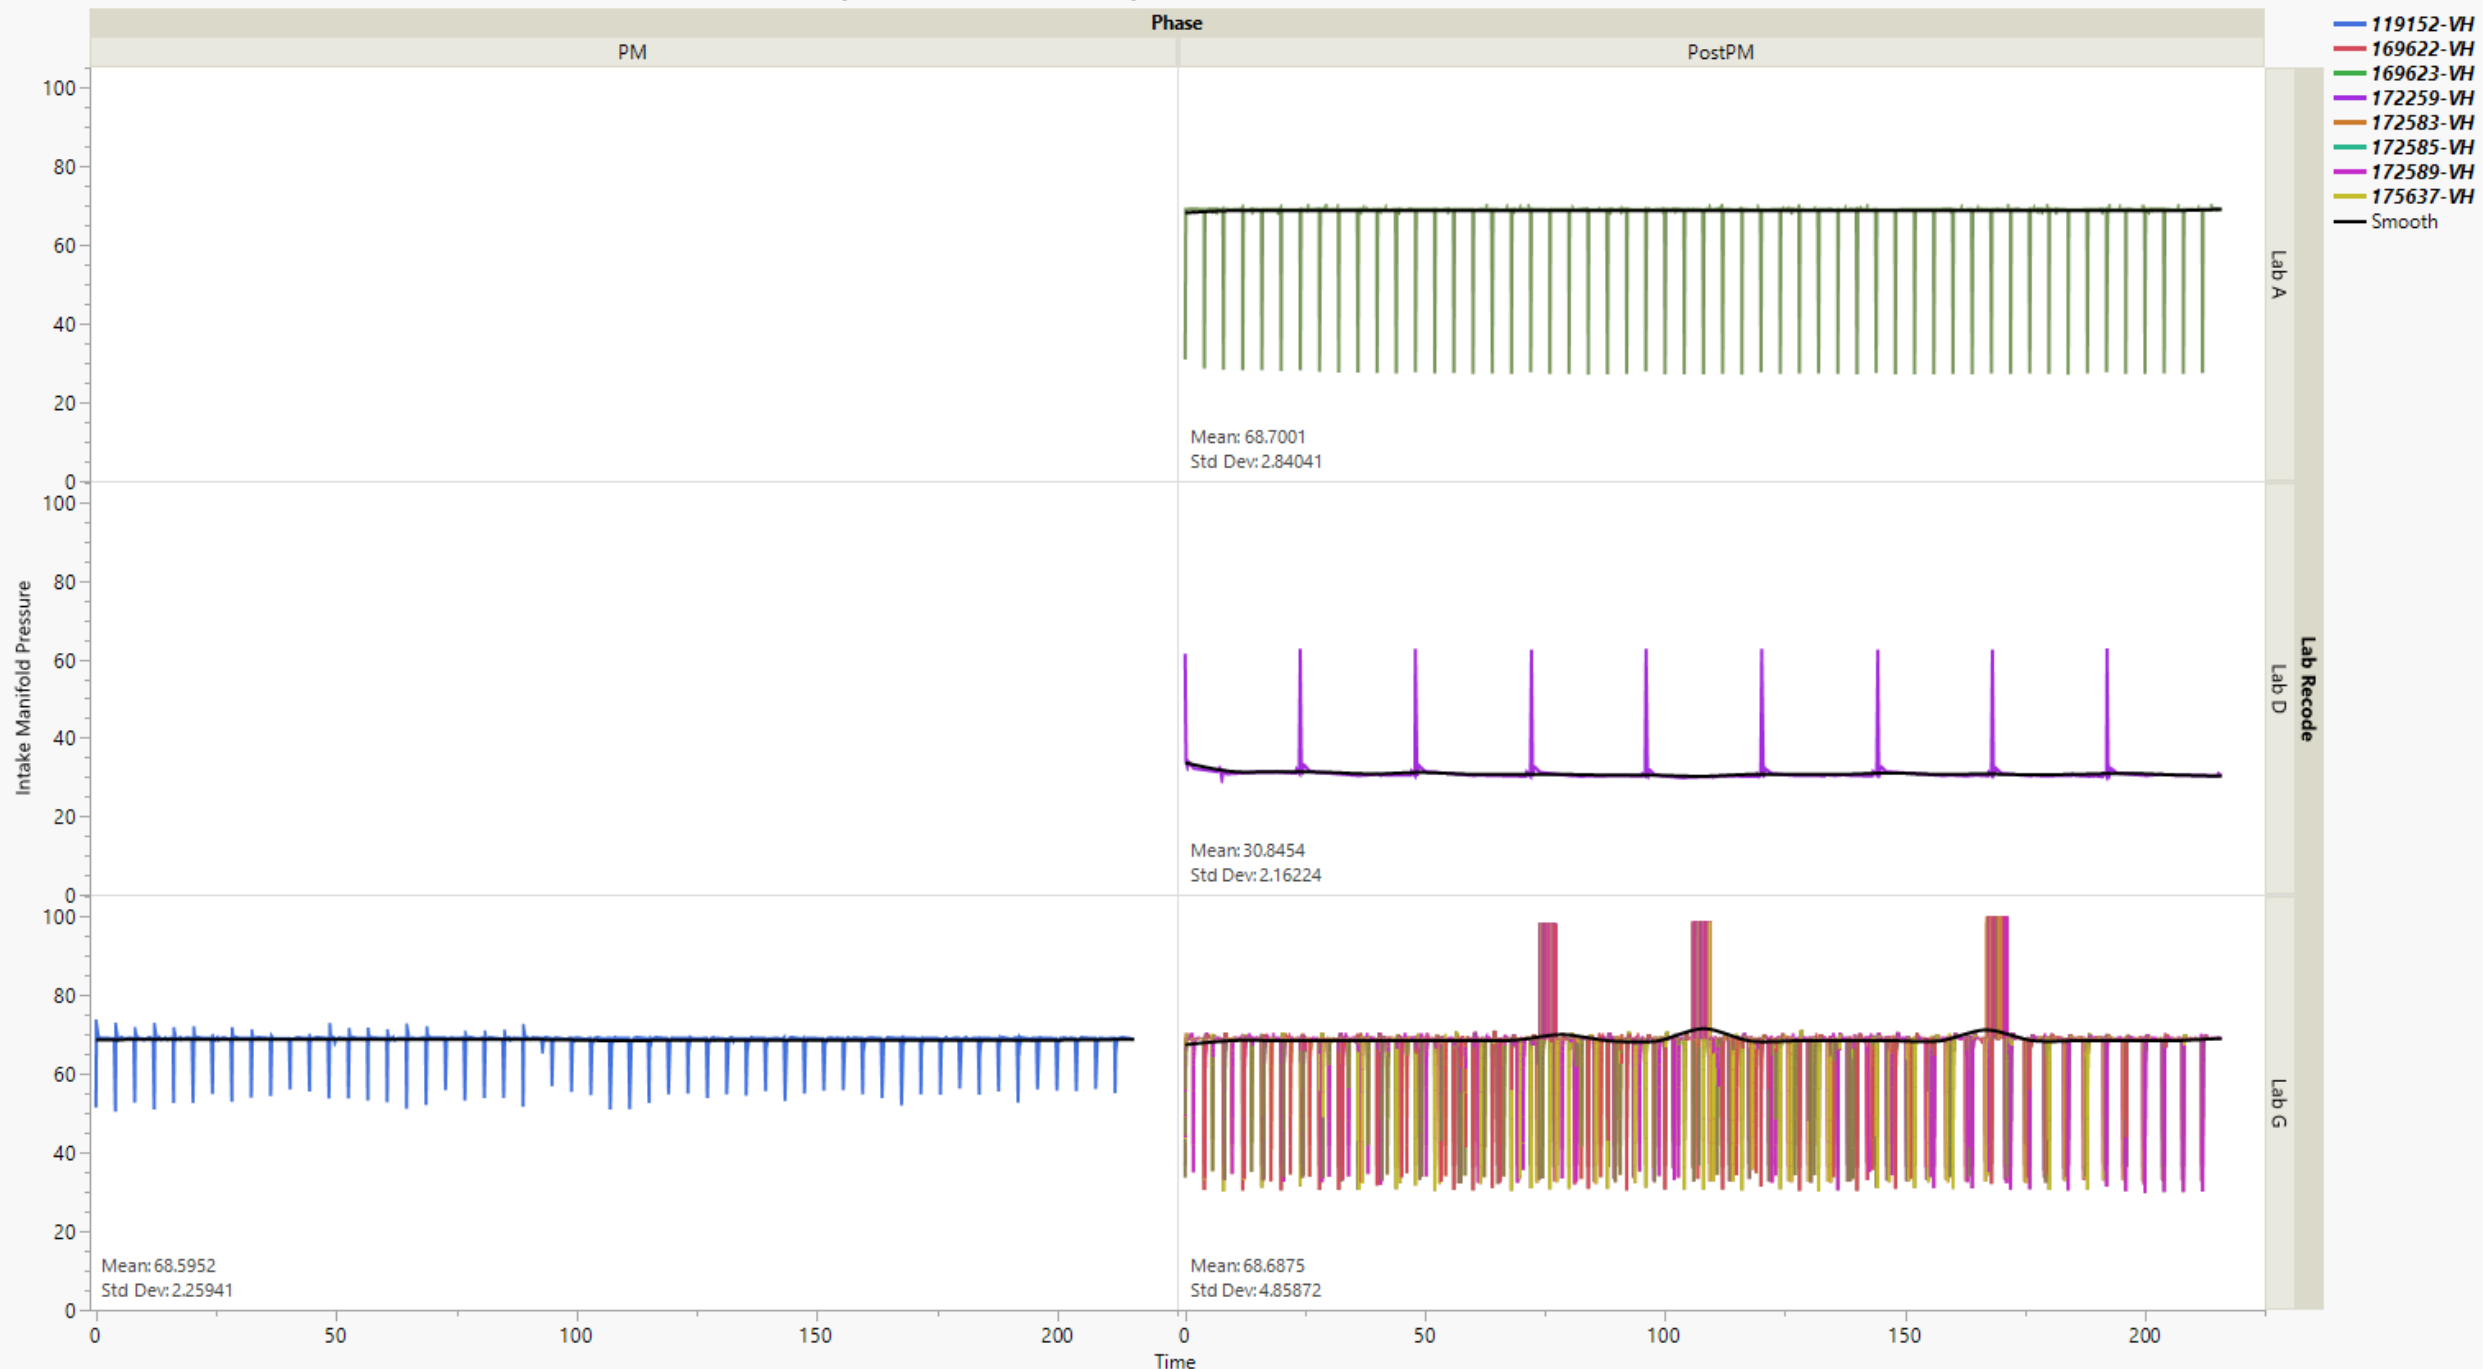 Phase
PM
PostPM
119152-VH
169622-VH
169623-VH
172259-VH
172583-VH
172585-VH
172589-VH
175637-VH
Smooth
100
80
60
40
20
0
Mean: 68.7001
Std Dev: 2.84041
Lab A
100
80
60
40
20
0
Mean: 30.8454
Std Dev: 2.16224
Lab D
Intake Manifold Pressure
Lab Recode
100
80
60
40
20
0
Mean: 68.5952
Std Dev: 2.25941
Mean: 68.6875
Std Dev: 4.85872
Lab G
0 50 100 150 200
0 50 100 150 200
Time